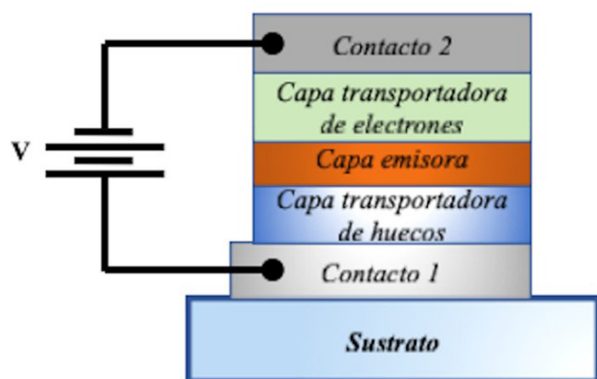 Contacto 2
Capa transportadora
de electrones
V
Capa emisora
Capa transportadora
de huecos
Contacto 1
Sustrato